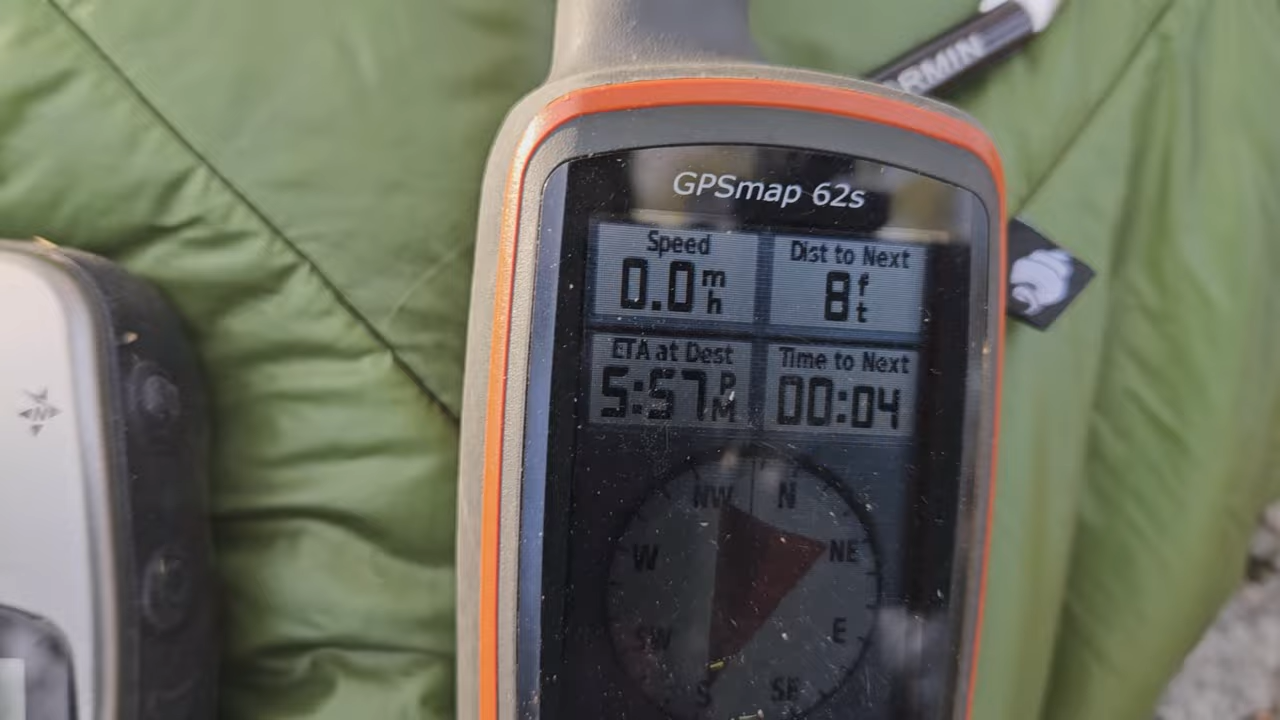 RMIN
GPSmap 62s
Speed
0.0 mh
Dist to Next
8 ft
ETA at Dest
5:57 PM
Time to Next
00:04
NW N
W NE
SW E
S SE
N